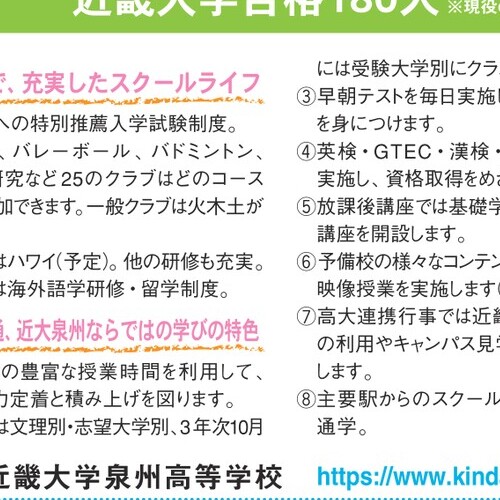 近畿大学合格180人 ※現役
で、充実したスクールライフ
への特別推薦入学試験制度。
、バレーボール、バドミントン、
研究など25のクラブはどのコース
加できます。一般クラブは火木土が
はハワイ(予定)。他の研修も充実。
は海外語学研修・留学制度。
通、近大泉州ならではの学びの特色
の豊富な授業時間を利用して、
力定着と積み上げを図ります。
は文理別・志望大学別、3年次10月
には受験大学別にクラ
③早朝テストを毎日実施し
を身につけます。
④英検・GTEC・漢検・
実施し、資格取得をめざ
⑤放課後講座では基礎学
講座を開設します。
⑥予備校の様々なコンテン
映像授業を実施します(
⑦高大連携行事では近畿
の利用やキャンパス見学
します。
⑧主要駅からのスクール
通学。
近畿大学泉州高等学校 https://www.kind